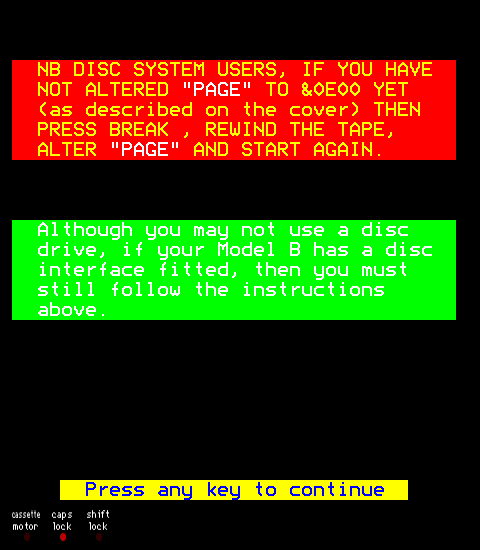 NB DISC SYSTEM USERS, IF YOU HAVE
NOT ALTERED "PAGE" TO &0E00 YET
(as described on the cover) THEN
PRESS BREAK , REWIND THE TAPE,
ALTER "PAGE" AND START AGAIN.
Although you may not use a disc
drive, if your Model B has a disc
interface fitted, then you must
still follow the instructions
above.
Press any key to continue
cassette caps shift
motor lock lock